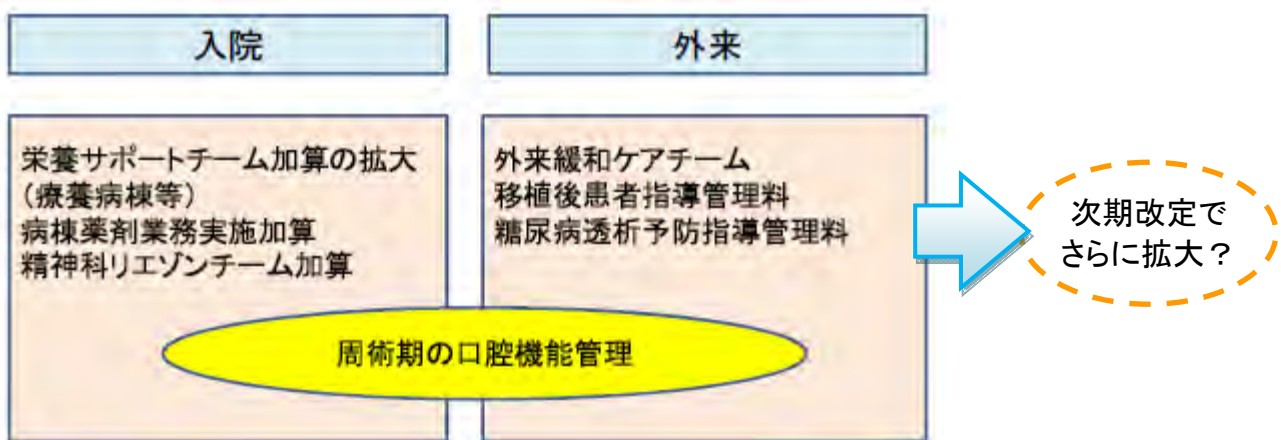 入院
栄養サポートチーム加算の拡大
（療養病棟等）
病棟薬剤業務実施加算
精神科リエゾンチーム加算
外来
外来緩和ケアチーム
移植後患者指導管理料
糖尿病透析予防指導管理料
周術期の口腔機能管理
次期改定で
さらに拡大？